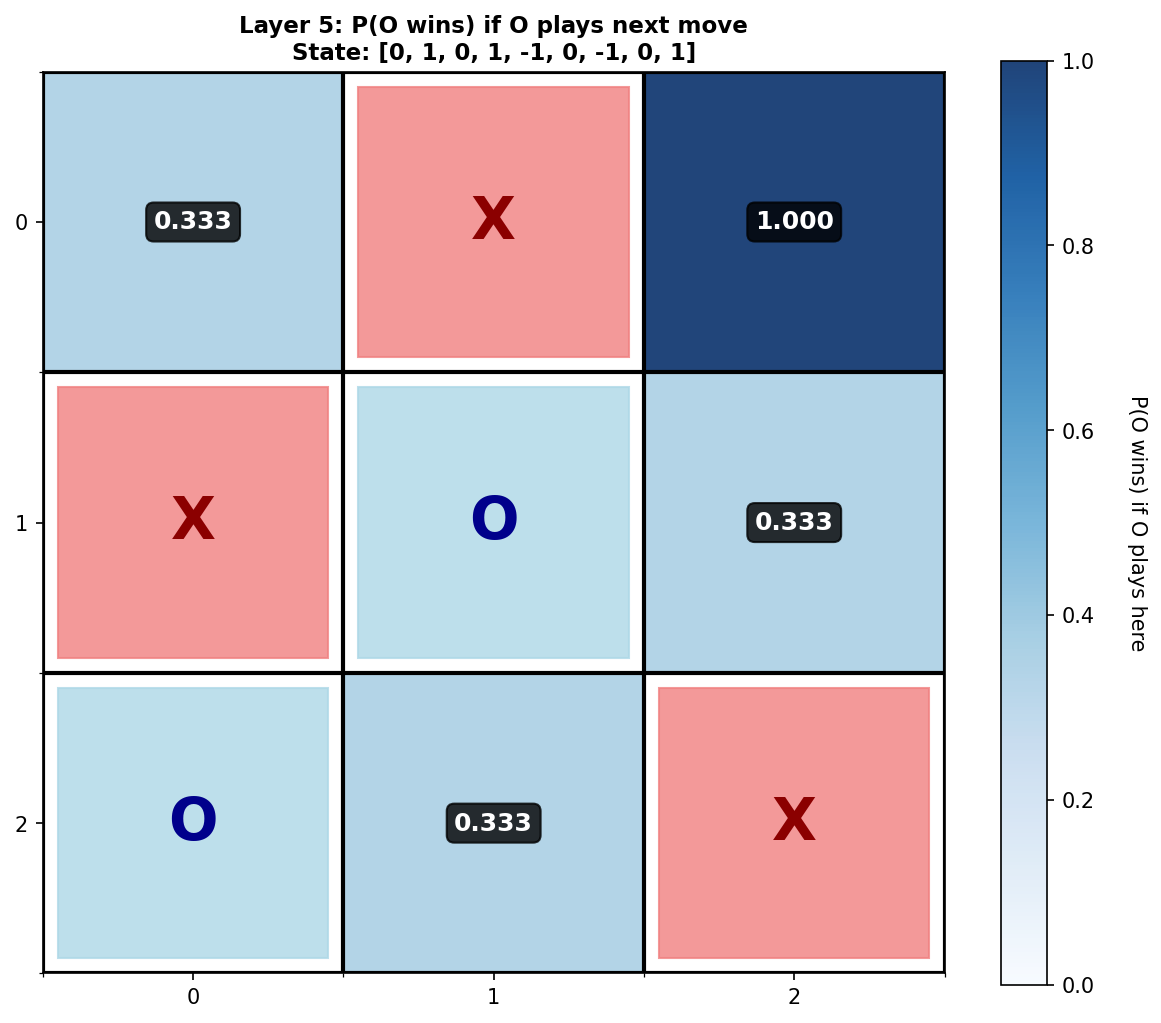 Layer 5: P(O wins) if O plays next move
State: [0, 1, 0, 1, -1, 0, -1, 0, 1]
0.333 X 1.000
X O 0.333
O 0.333 X
0
1
2
0 1 2
1.0
0.8
0.6
0.4
0.2
0.0
P(O wins) if O plays here